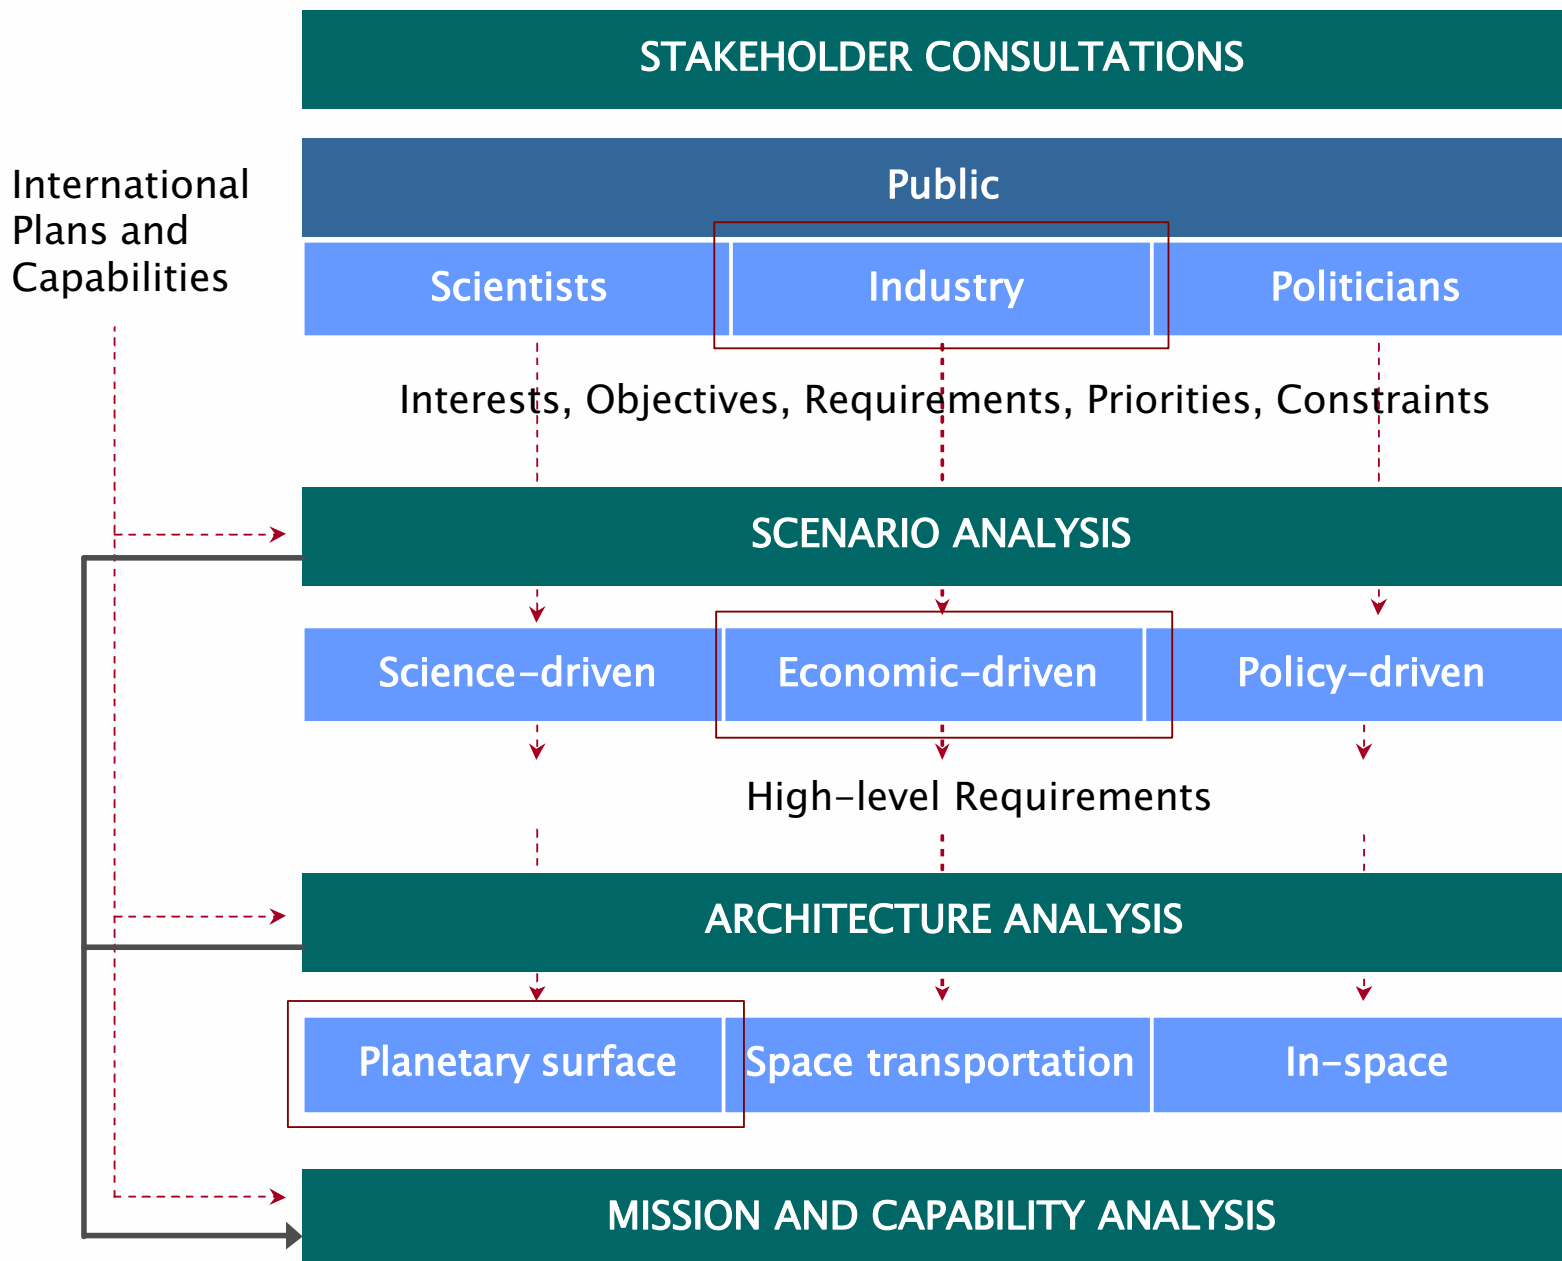 STAKEHOLDER CONSULTATIONS
International
Plans and
Capabilities
Public
Scientists
Industry
Politicians
Interests, Objectives, Requirements, Priorities, Constraints
SCENARIO ANALYSIS
Science-driven
Economic-driven
Policy-driven
High-level Requirements
ARCHITECTURE ANALYSIS
Planetary surface
Space transportation
In-space
MISSION AND CAPABILITY ANALYSIS